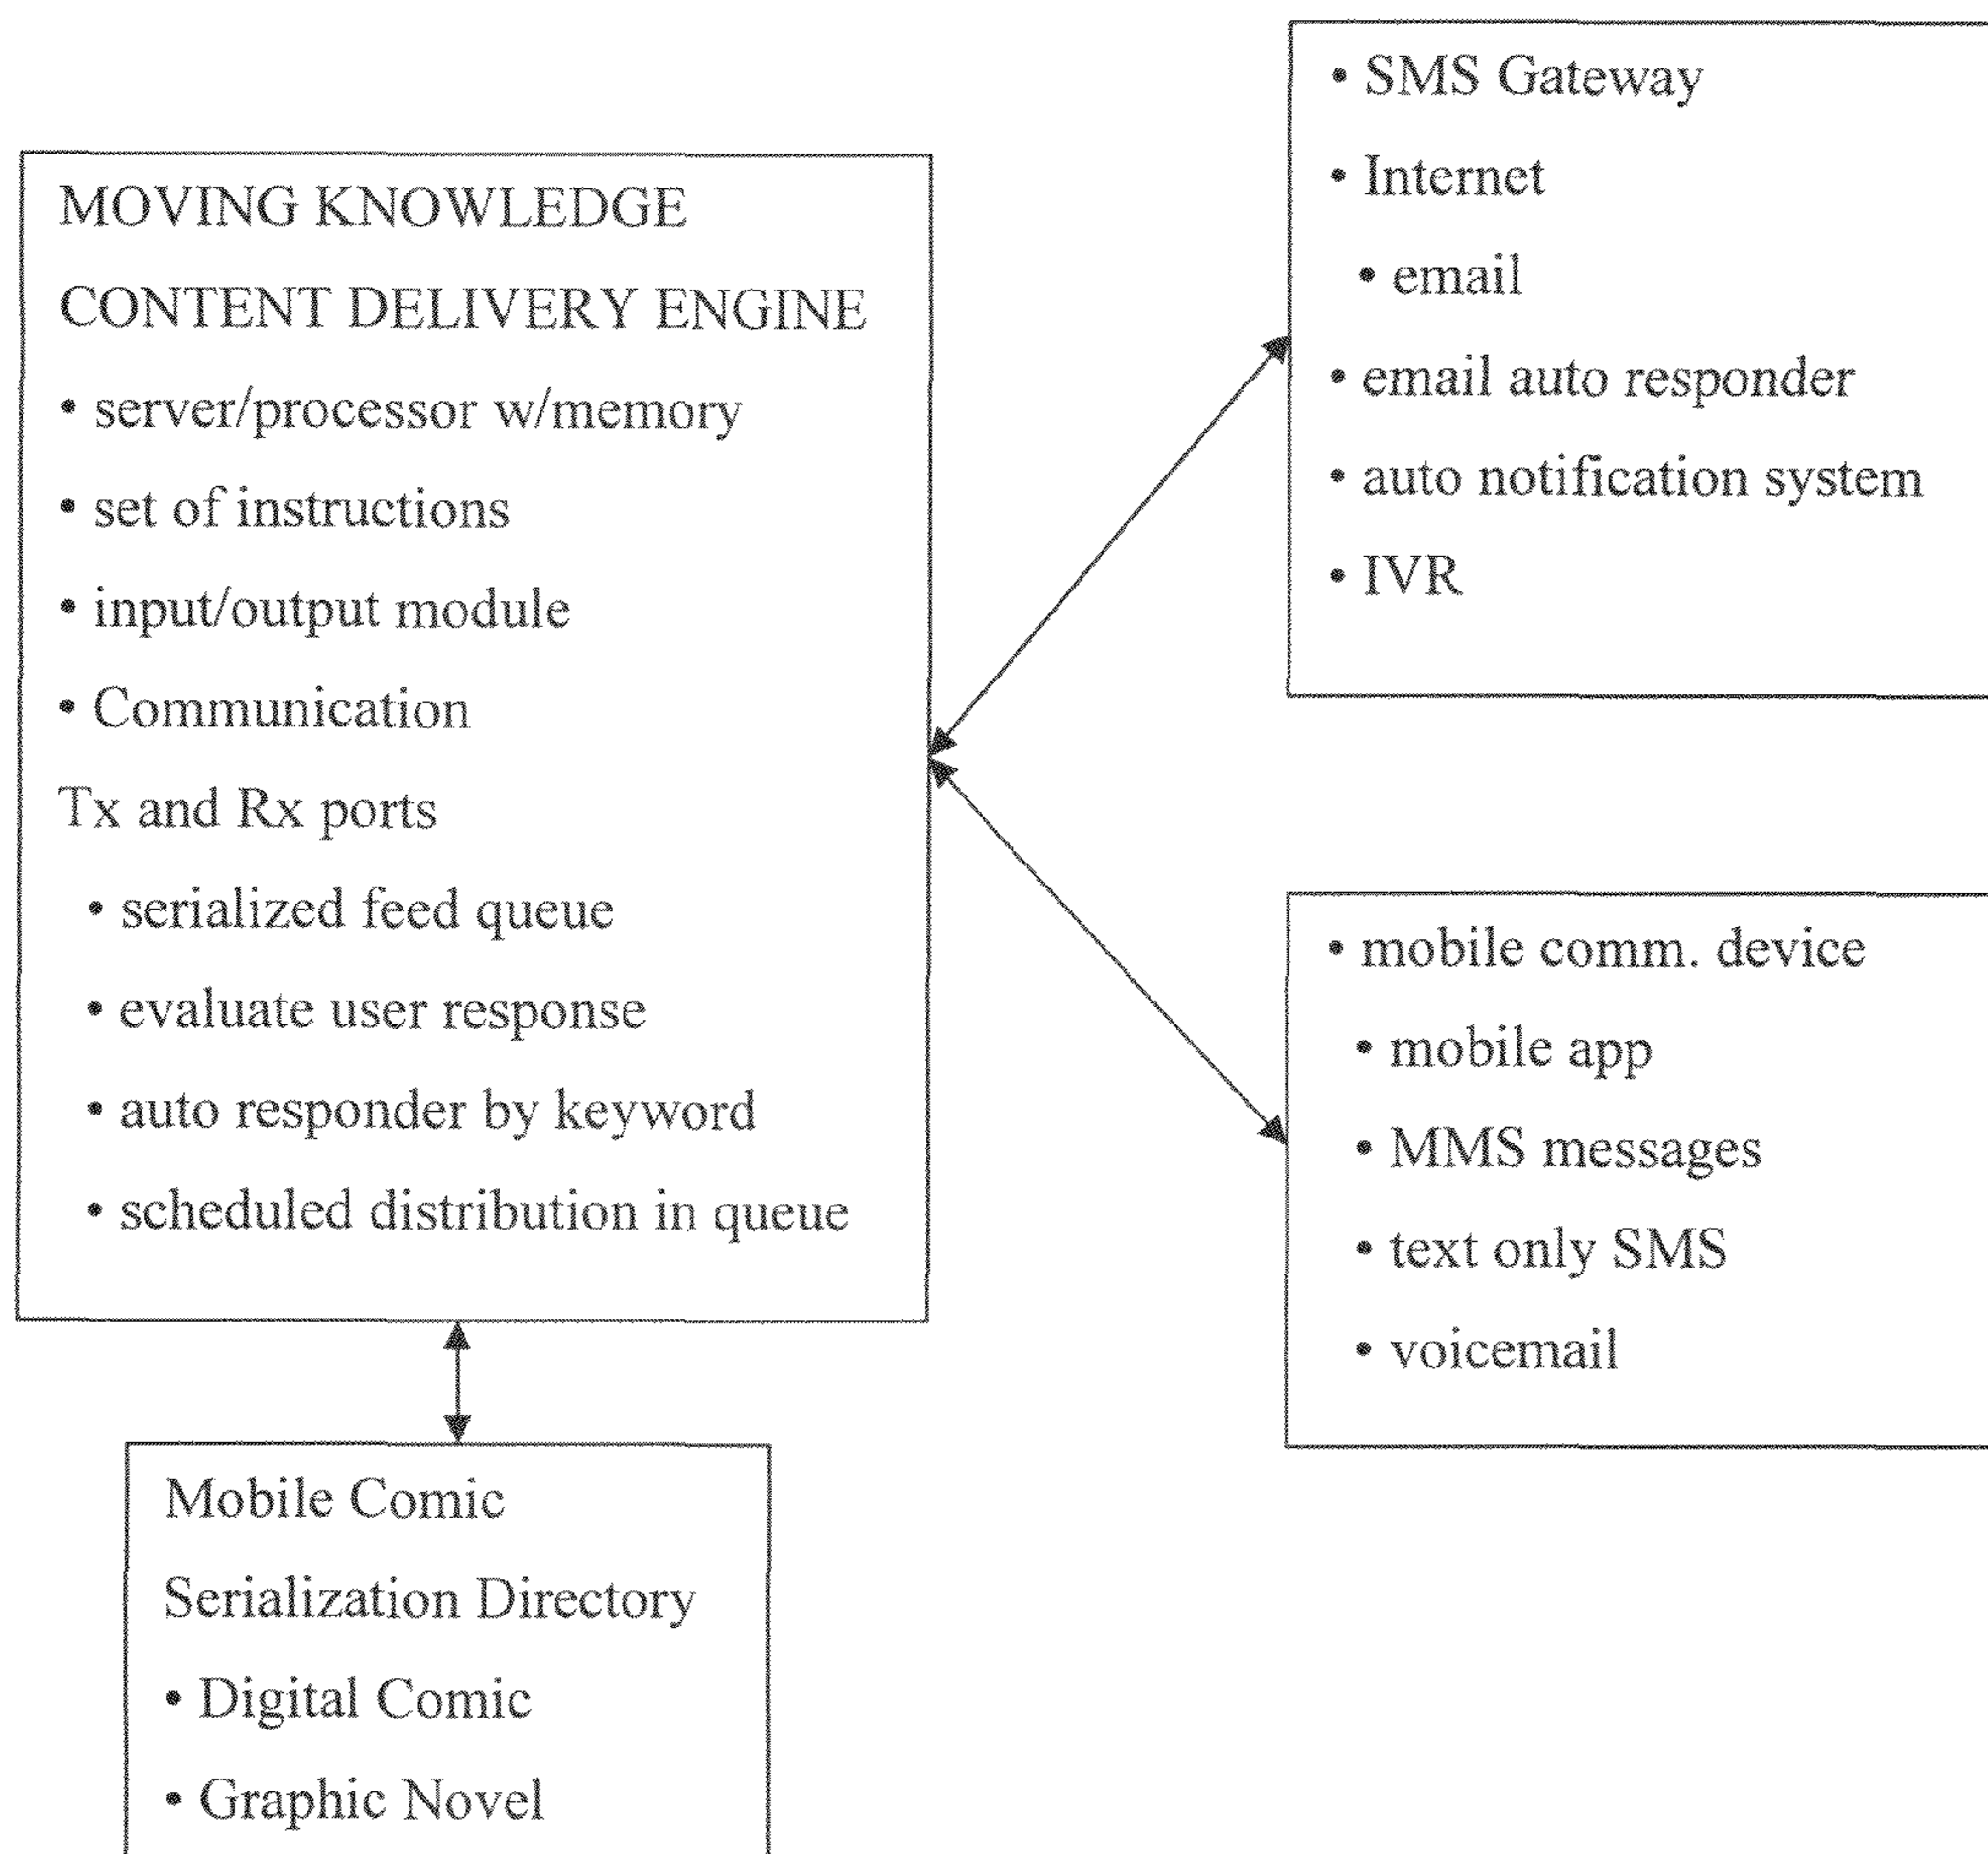 MOVING KNOWLEDGE
CONTENT DELIVERY ENGINE
• server/processor w/memory
• set of instructions
• input/output module
• Communication
Tx and Rx ports
• serialized feed queue
• evaluate user response
• auto responder by keyword
• scheduled distribution in queue
Mobile Comic
Serialization Directory
• Digital Comic
• Graphic Novel
• SMS Gateway
• Internet
• email
• email auto responder
• auto notification system
• IVR
• mobile comm. device
• mobile app
• MMS messages
• text only SMS
• voicemail